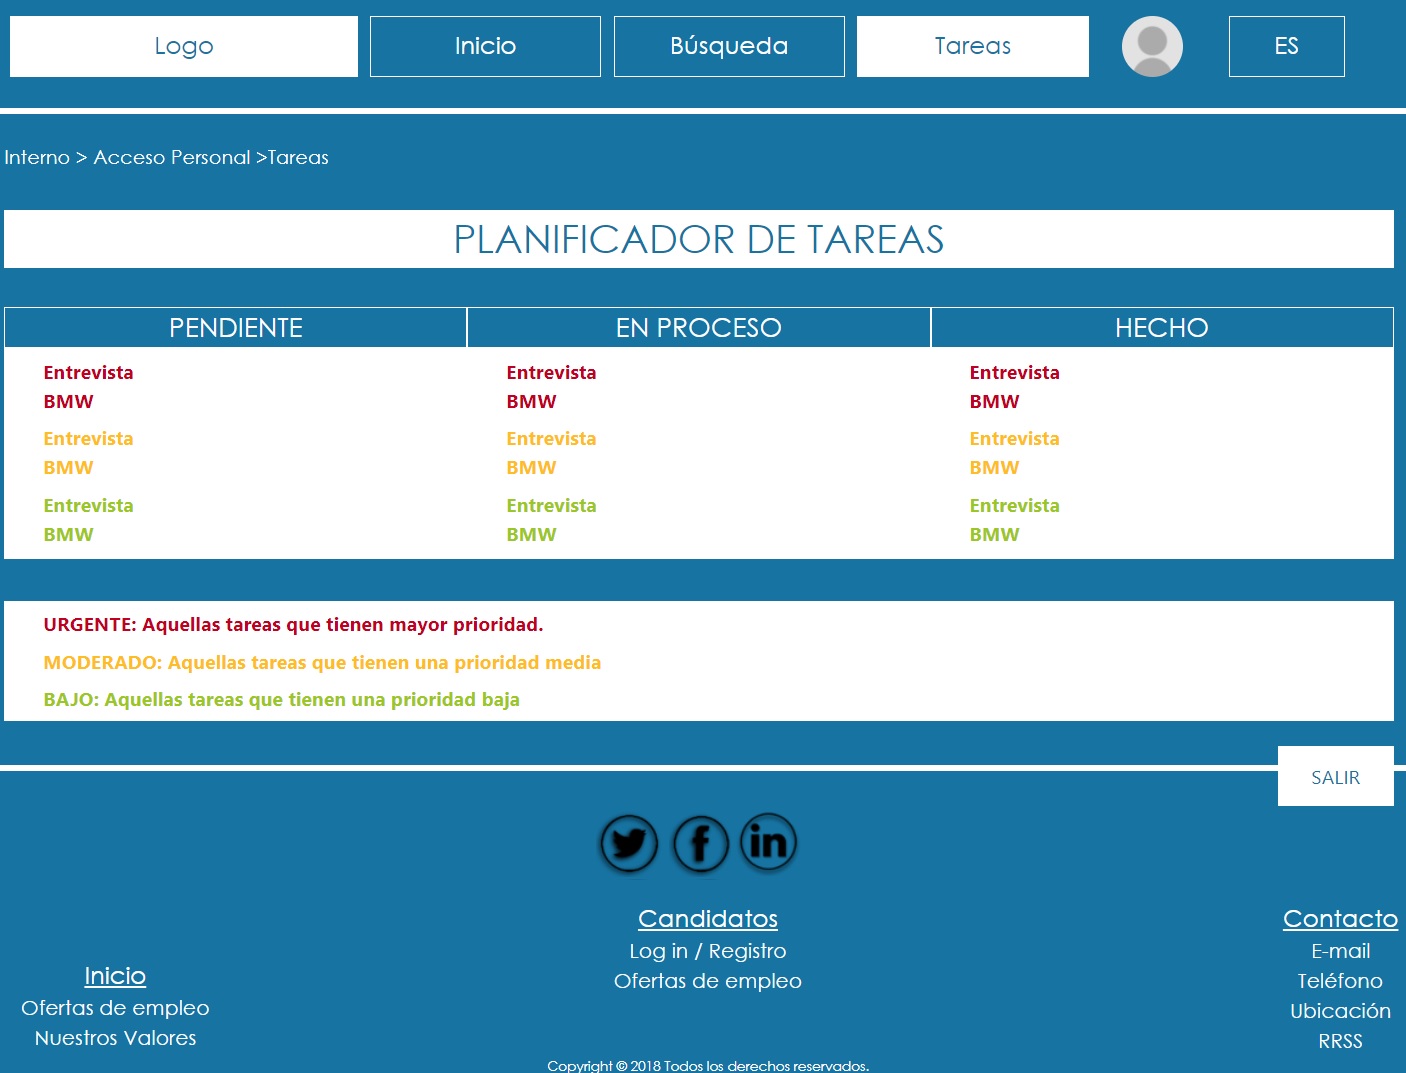 Logo
Inicio
Búsqueda
Tareas
ES
Interno > Acceso Personal >Tareas
PLANIFICADOR DE TAREAS
PENDIENTE
EN PROCESO
HECHO
Entrevista
BMW
Entrevista
BMW
Entrevista
BMW
Entrevista
BMW
Entrevista
BMW
Entrevista
BMW
Entrevista
BMW
Entrevista
BMW
Entrevista
BMW
URGENTE: Aquellas tareas que tienen mayor prioridad.
MODERADO: Aquellas tareas que tienen una prioridad media
BAJO: Aquellas tareas que tienen una prioridad baja
SALIR
f
in
Inicio
Ofertas de empleo
Nuestros Valores
Candidatos
Log in / Registro
Ofertas de empleo
Contacto
E-mail
Teléfono
Ubicación
RRSS
Copyright © 2018 Todos los derechos reservados.